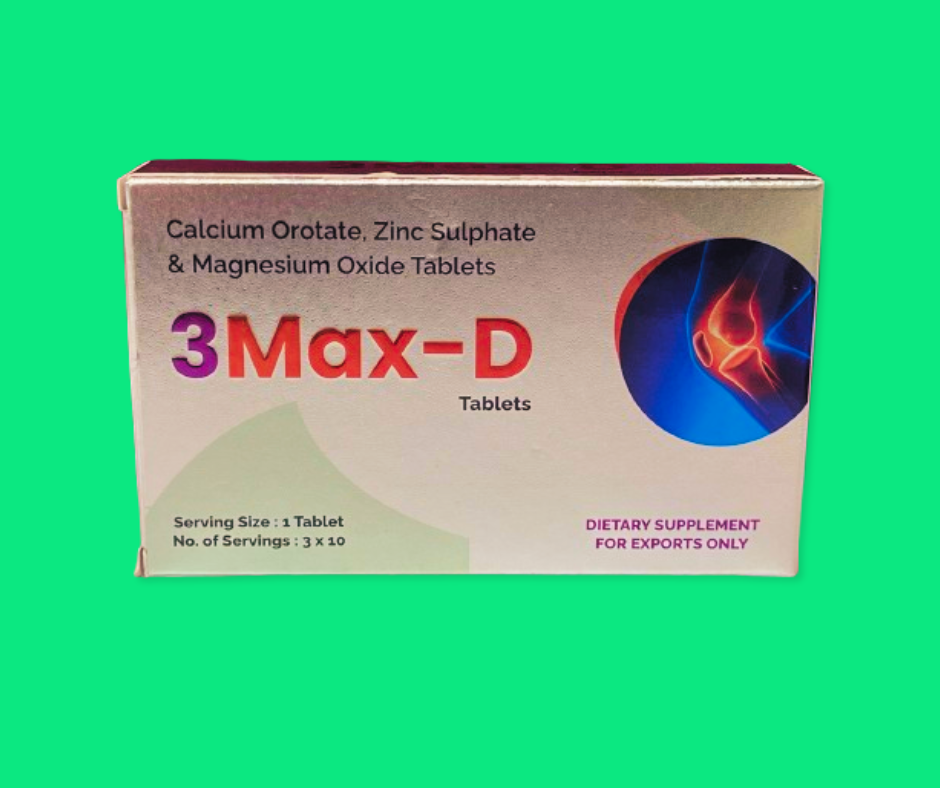 Calcium Orotate, Zinc Sulphate
& Magnesium Oxide Tablets
3Max-D
Tablets
Serving Size : 1 Tablet
No. of Servings : 3 x 10
DIETARY SUPPLEMENT
FOR EXPORTS ONLY